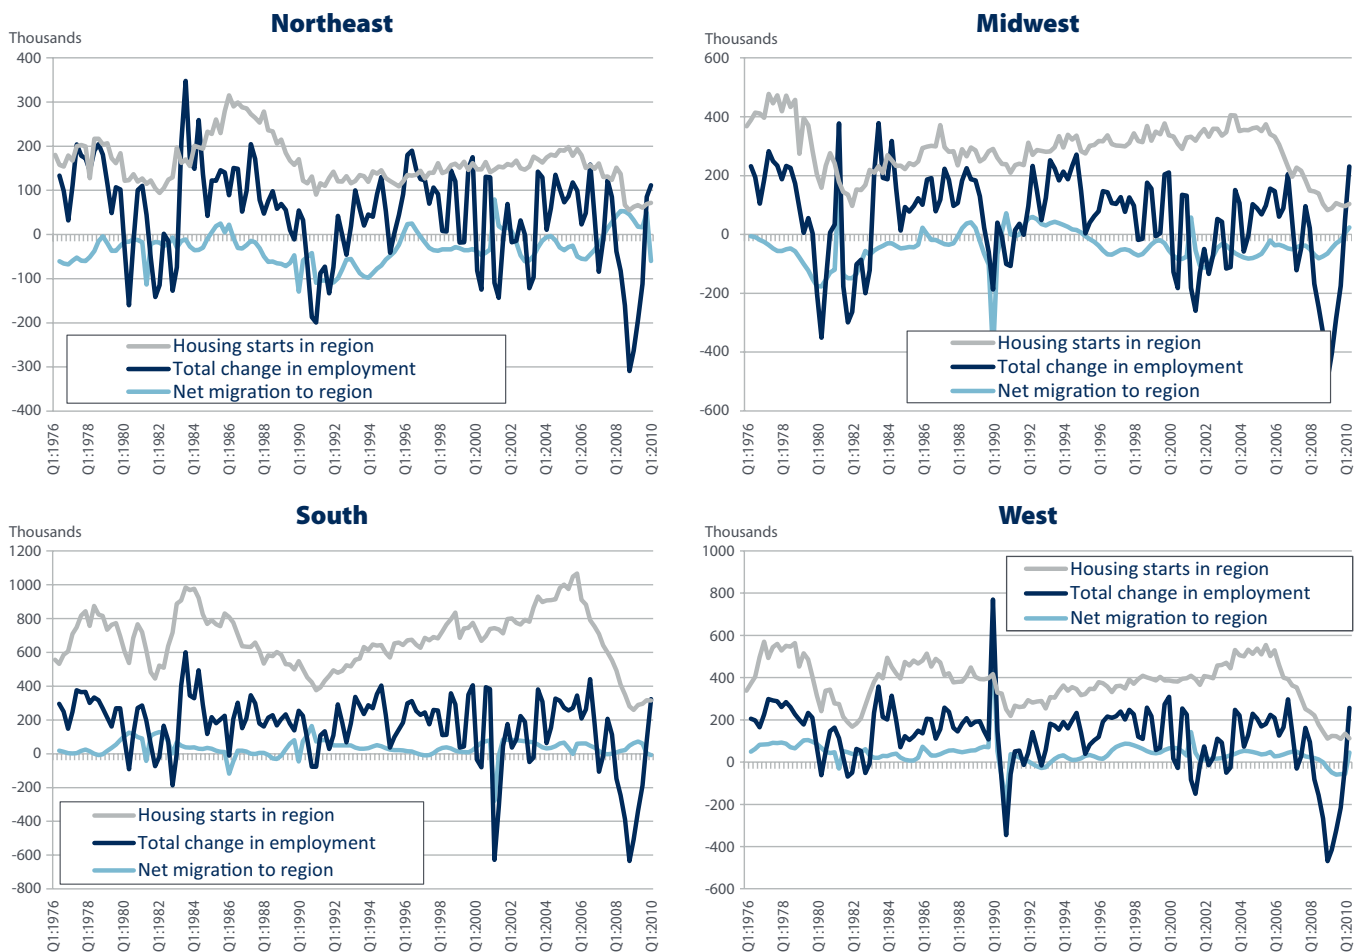 Northeast
Thousands
400
300
200
100
0
-100
-200
-300
-400
Housing starts in region
Total change in employment
Net migration to region
Q1:1976
Q1:1978
Q1:1980
Q1:1982
Q1:1984
Q1:1986
Q1:1988
Q1:1990
Q1:1992
Q1:1994
Q1:1996
Q1:1998
Q1:2000
Q1:2002
Q1:2004
Q1:2006
Q1:2008
Q1:2010
Midwest
Thousands
600
400
200
0
-200
-400
-600
Housing starts in region
Total change in employment
Net migration to region
Q1:1976
Q1:1978
Q1:1980
Q1:1982
Q1:1984
Q1:1986
Q1:1988
Q1:1990
Q1:1992
Q1:1994
Q1:1996
Q1:1998
Q1:2000
Q1:2002
Q1:2004
Q1:2006
Q1:2008
Q1:2010
South
Thousands
1200
1000
800
600
400
200
0
-200
-400
-600
-800
Housing starts in region
Total change in employment
Net migration to region
Q1:1976
Q1:1978
Q1:1980
Q1:1982
Q1:1984
Q1:1986
Q1:1988
Q1:1990
Q1:1992
Q1:1994
Q1:1996
Q1:1998
Q1:2000
Q1:2002
Q1:2004
Q1:2006
Q1:2008
Q1:2010
West
Thousands
1000
800
600
400
200
0
-200
-400
-600
Housing starts in region
Total change in employment
Net migration to region
Q1:1976
Q1:1978
Q1:1980
Q1:1982
Q1:1984
Q1:1986
Q1:1988
Q1:1990
Q1:1992
Q1:1994
Q1:1996
Q1:1998
Q1:2000
Q1:2002
Q1:2004
Q1:2006
Q1:2008
Q1:2010